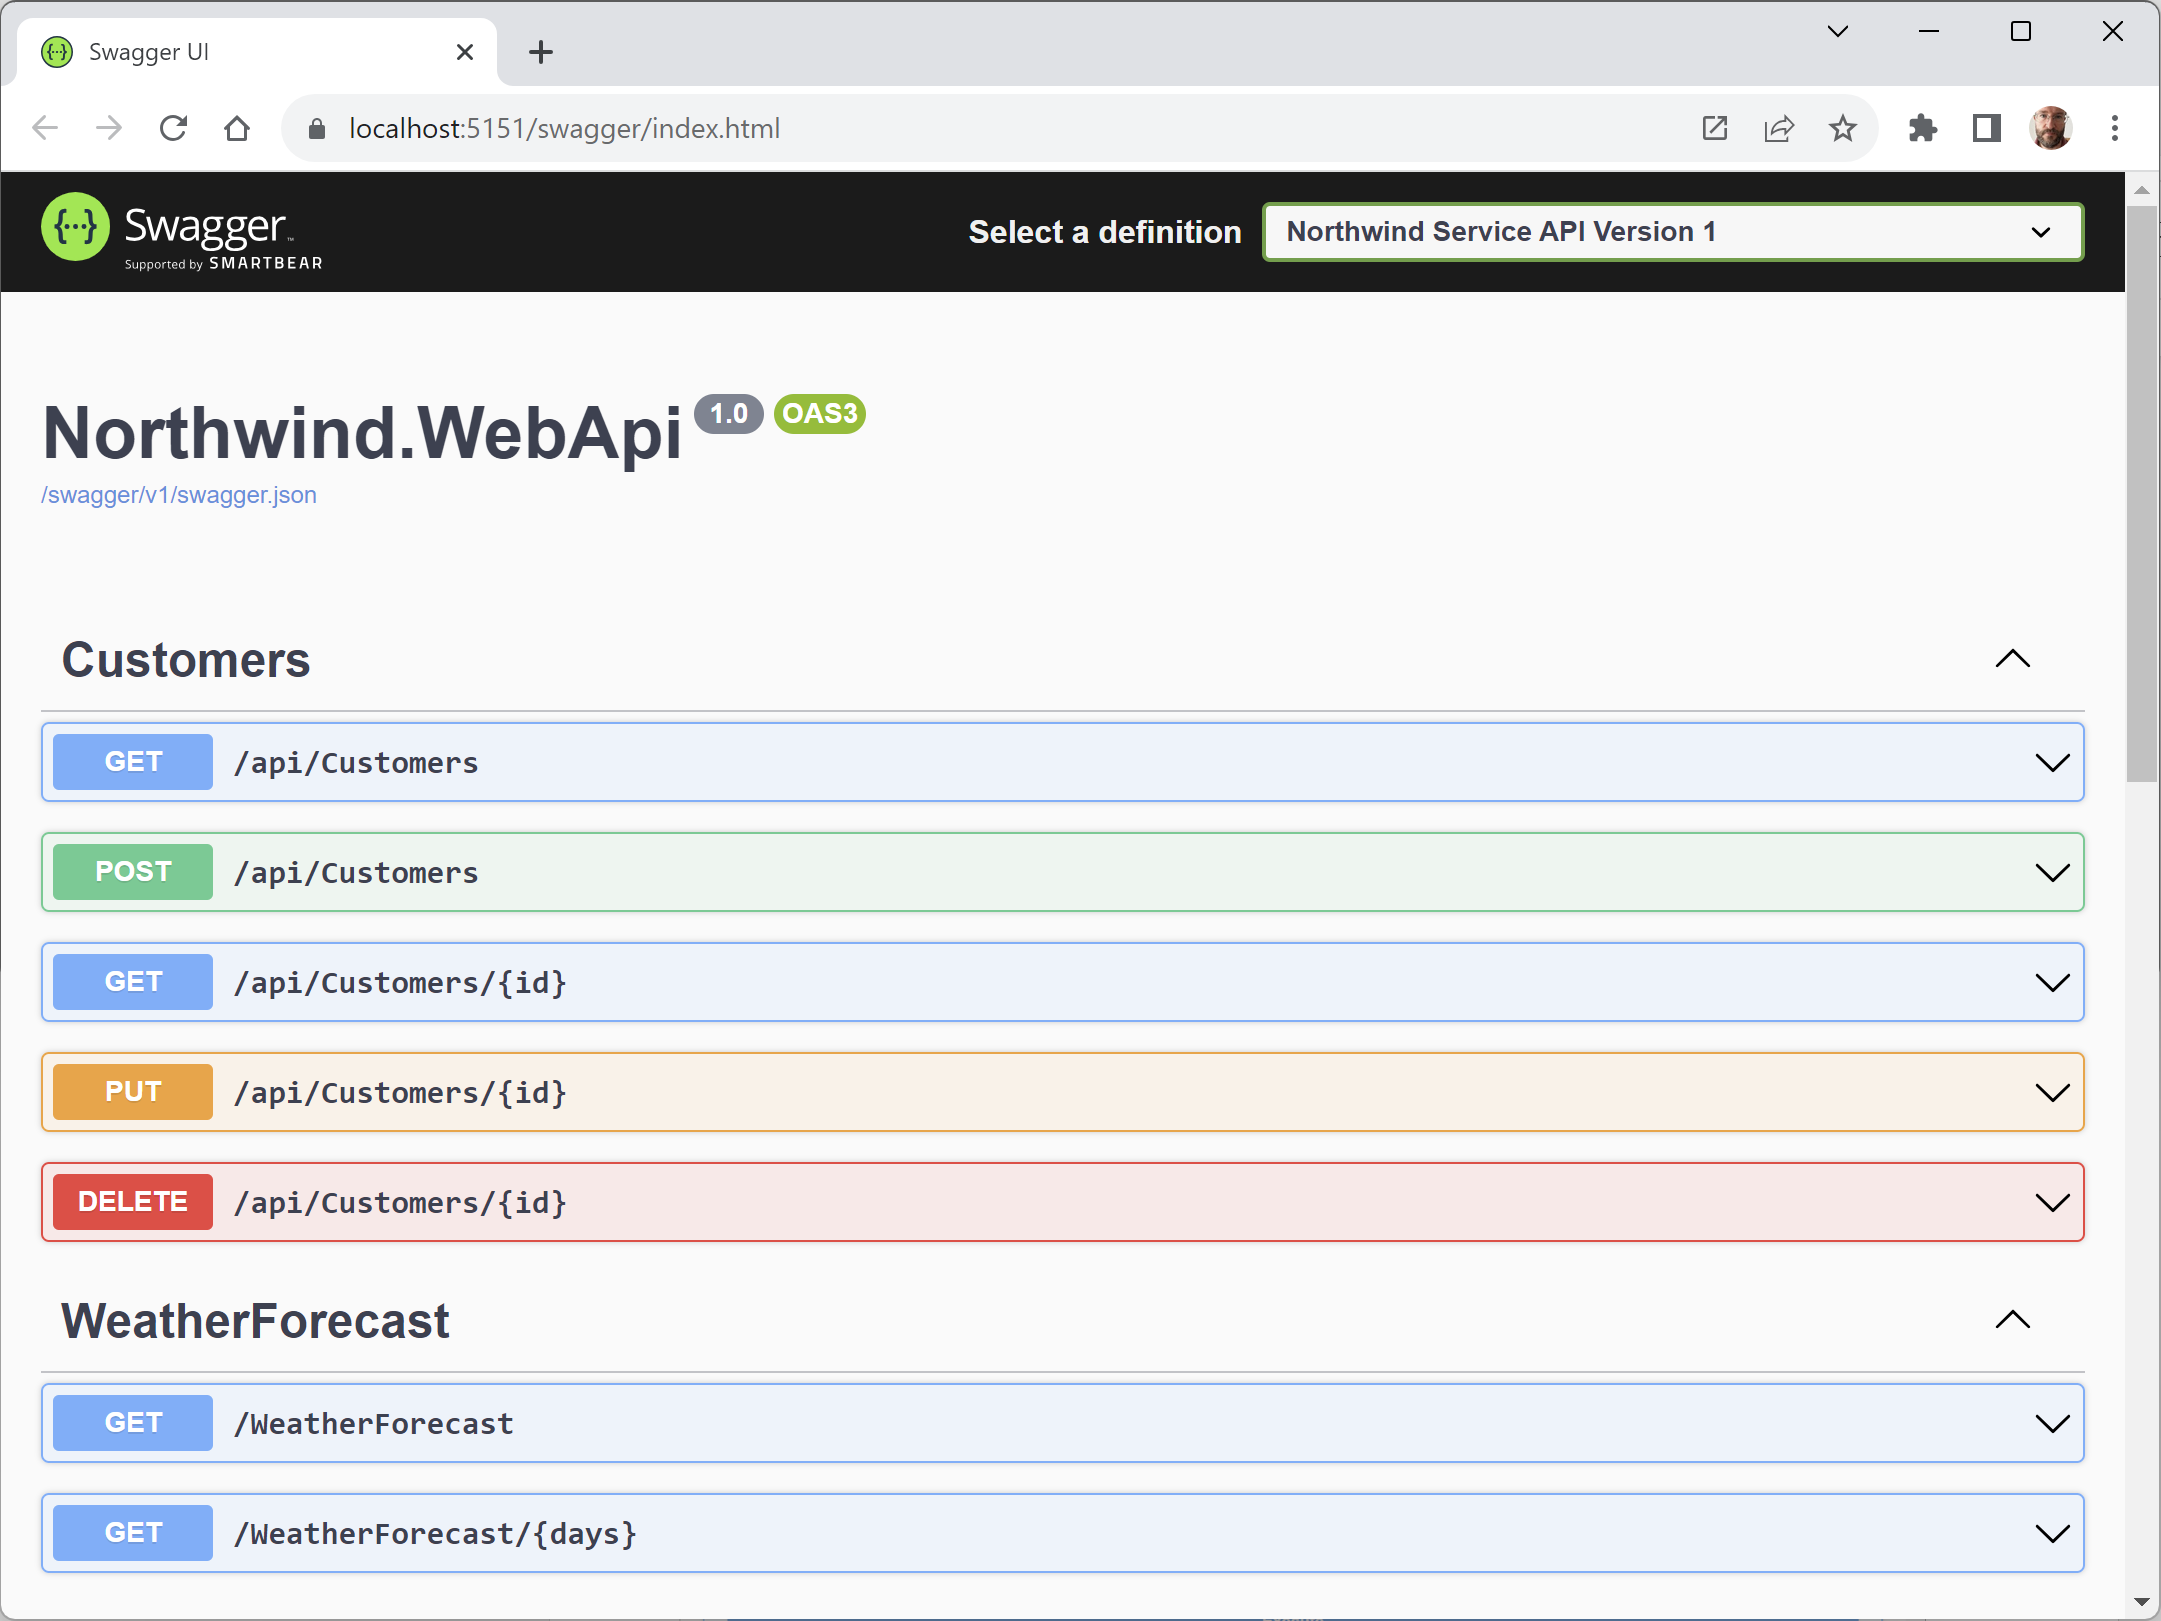 Swagger UI
localhost:5151/swagger/index.html
Swagger™
Supported by SMARTBEAR
Select a definition
Northwind Service API Version 1
Northwind.WebApi 1.0 OAS3
/swagger/v1/swagger.json
Customers
GET /api/Customers
POST /api/Customers
GET /api/Customers/{id}
PUT /api/Customers/{id}
DELETE /api/Customers/{id}
WeatherForecast
GET /WeatherForecast
GET /WeatherForecast/{days}